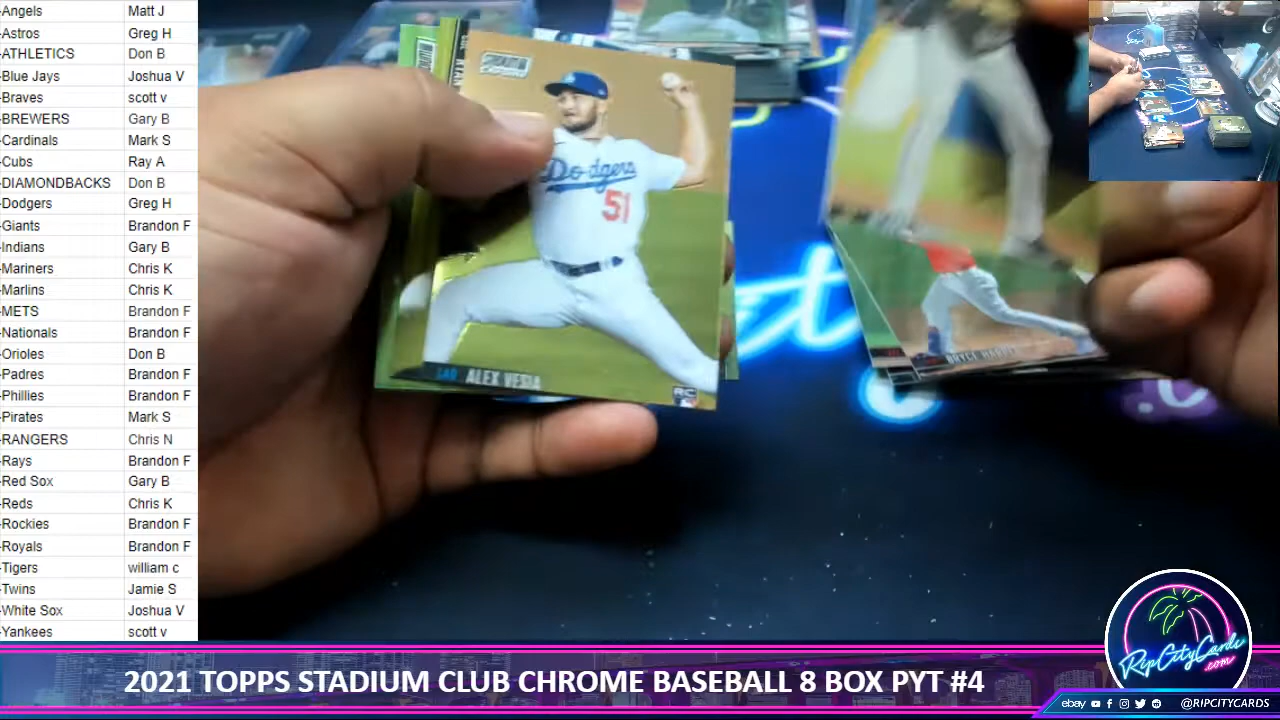 -Angels Matt J
-Astros Greg H
-ATHLETICS Don B
-Blue Jays Joshua V
-Braves scott v
-BREWERS Gary B
-Cardinals Mark S
-Cubs Ray A
-DIAMONDBACKS Don B
-Dodgers Greg H
-Giants Brandon F
-Indians Gary B
-Mariners Chris K
-Marlins Chris K
-METS Brandon F
-Nationals Brandon F
-Orioles Don B
-Padres Brandon F
-Phillies Brandon F
-Pirates Mark S
-RANGERS Chris N
-Rays Brandon F
-Red Sox Gary B
-Reds Chris K
-Rockies Brandon F
-Royals Brandon F
-Tigers william c
-Twins Jamie S
-White Sox Joshua V
-Yankees scott v
Dodgers
51
LAD ALEX VESIA
RC
BRYCE
RipCityCards
.com
2021 TOPPS STADIUM CLUB CHROME BASEBALL 8 BOX PYT #4
ebay @RIPCITYCARDS